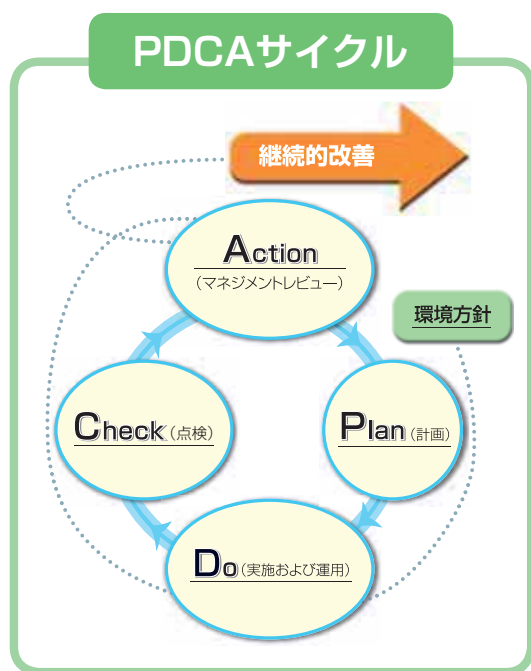 PDCAサイクル
継続的改善
Action
(マネジメントレビュー)
環境方針
Check(点検)
Plan(計画)
Do(実施および運用)